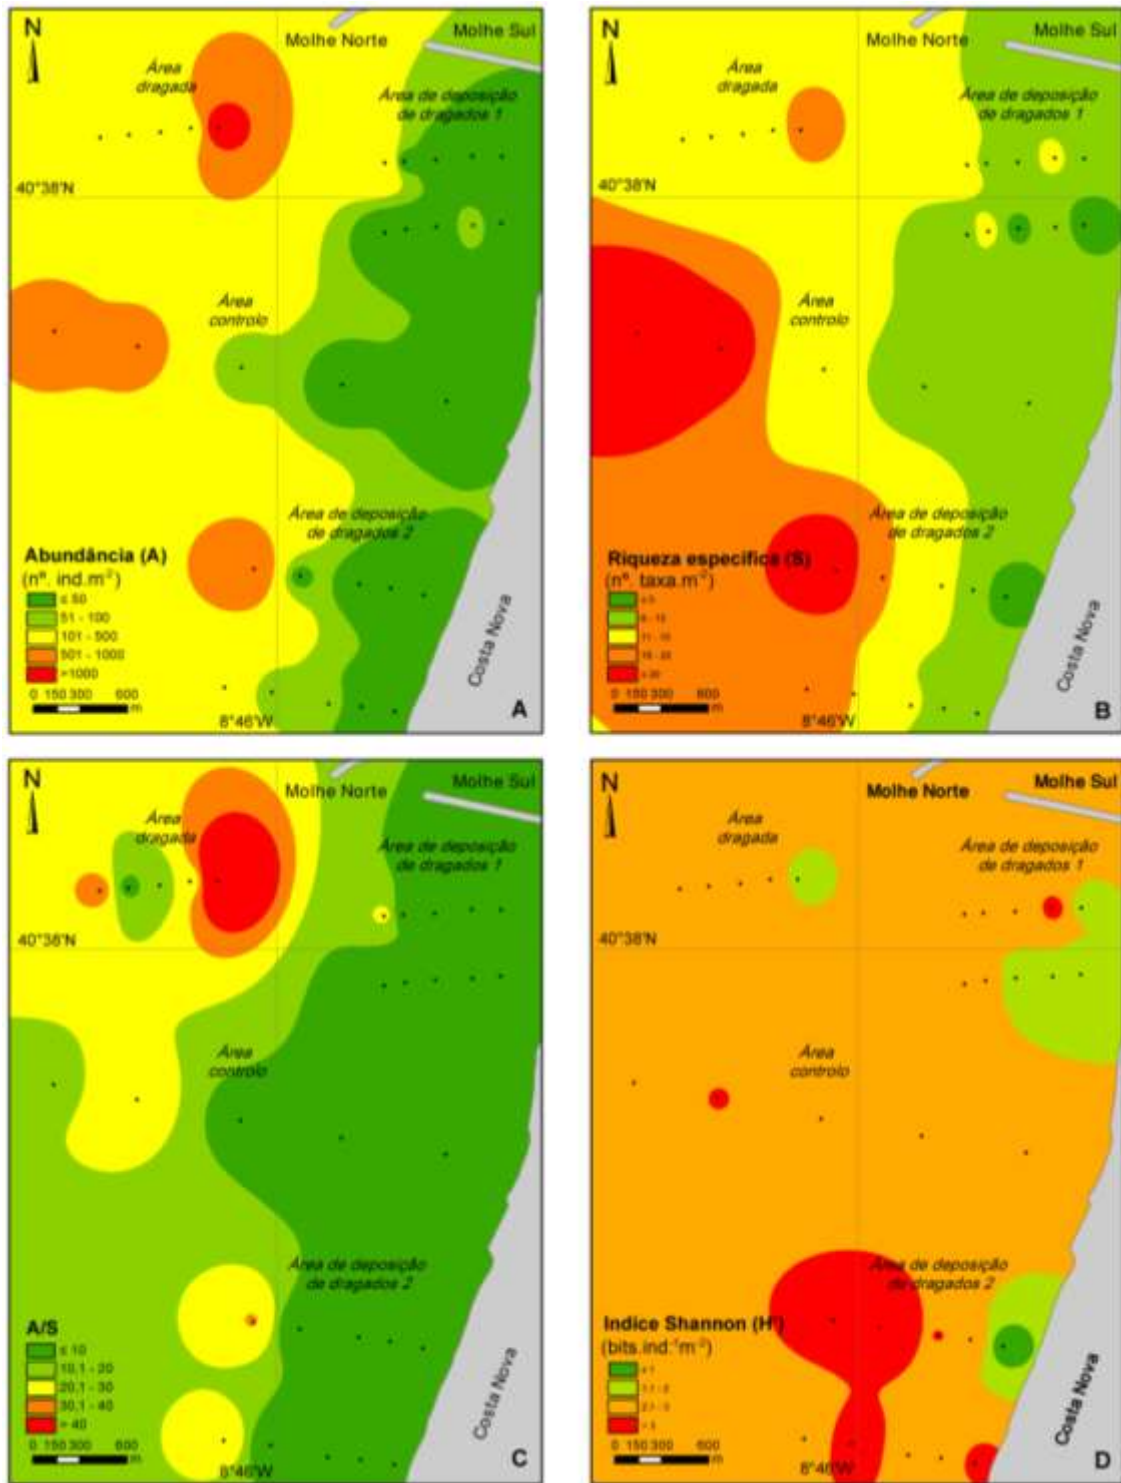 N
Molhe Norte
Molhe Sul
Área
dragada
Área de deposição
de dragados 1
40°38'N
Área
controlo
Área de deposição
de dragados 2
Abundância (A)
(nº. ind.m⁻²)
≤ 50
51 - 100
101 - 500
501 - 1000
>1000
0 150 300 600
m
8°46'W
Costa Nova
A
N
Molhe Norte
Molhe Sul
Área
dragada
Área de deposição
de dragados 1
40°38'N
Área
controlo
Área de deposição
de dragados 2
Riqueza específica (S)
(nº. taxa.m⁻²)
0 150 300 600
m
8°46'W
Costa Nova
B
N
Molhe Norte
Molhe Sul
Área
dragada
Área de deposição
de dragados 1
40°38'N
Área
controlo
Área de deposição
de dragados 2
A/S
≤ 10
10,1 - 20
20,1 - 30
30,1 - 40
> 40
0 150 300 600
m
8°46'W
Costa Nova
C
N
Molhe Norte
Molhe Sul
Área
dragada
Área de deposição
de dragados 1
40°38'N
Área
controlo
Área de deposição
de dragados 2
Indice Shannon (H')
(bits.ind.⁻¹m⁻²)
0 150 300 600
m
8°46'W
Costa Nova
D